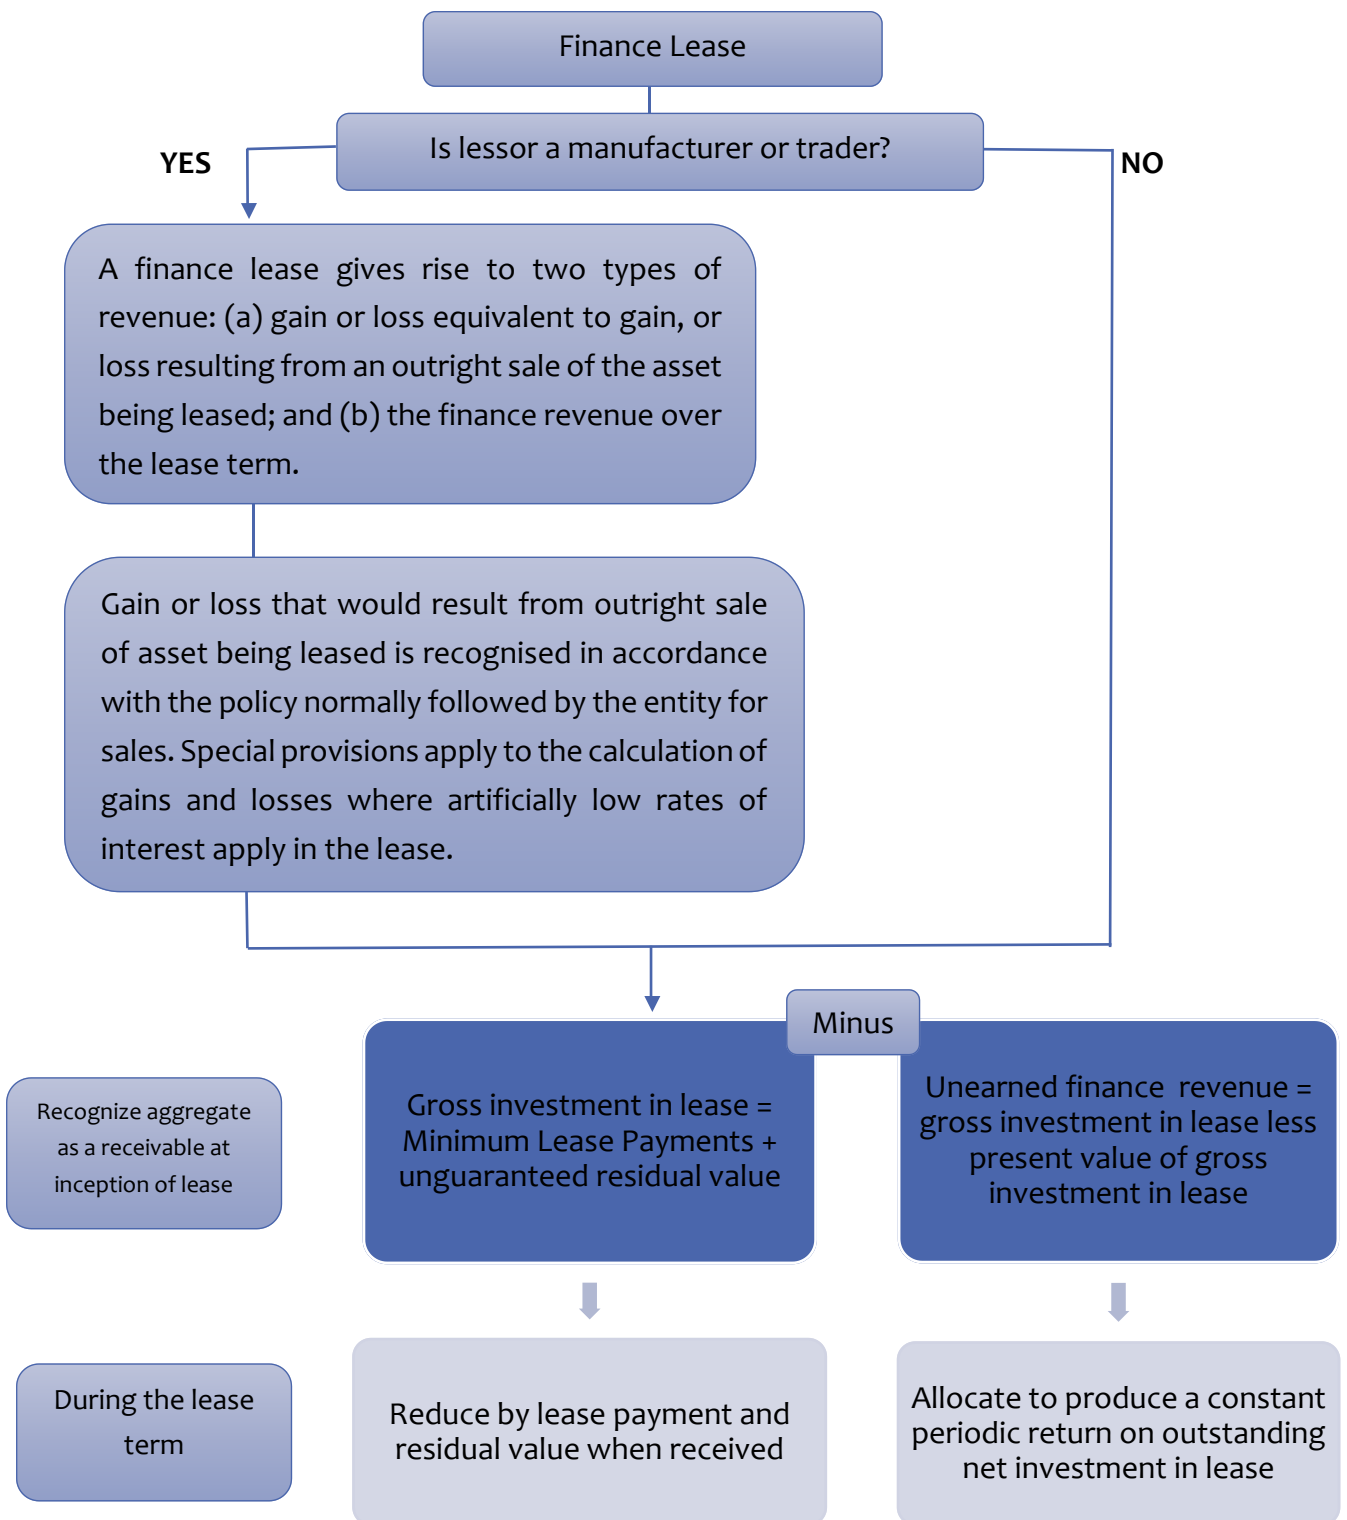 Finance Lease
Is lessor a manufacturer or trader?
YES
NO
A finance lease gives rise to two types of
revenue: (a) gain or loss equivalent to gain, or
loss resulting from an outright sale of the asset
being leased; and (b) the finance revenue over
the lease term.
Gain or loss that would result from outright sale
of asset being leased is recognised in accordance
with the policy normally followed by the entity for
sales. Special provisions apply to the calculation of
gains and losses where artificially low rates of
interest apply in the lease.
Minus
Recognize aggregate
as a receivable at
inception of lease
Gross investment in lease =
Minimum Lease Payments +
unguaranteed residual value
Unearned finance revenue =
gross investment in lease less
present value of gross
investment in lease
During the lease
term
Reduce by lease payment and
residual value when received
Allocate to produce a constant
periodic return on outstanding
net investment in lease